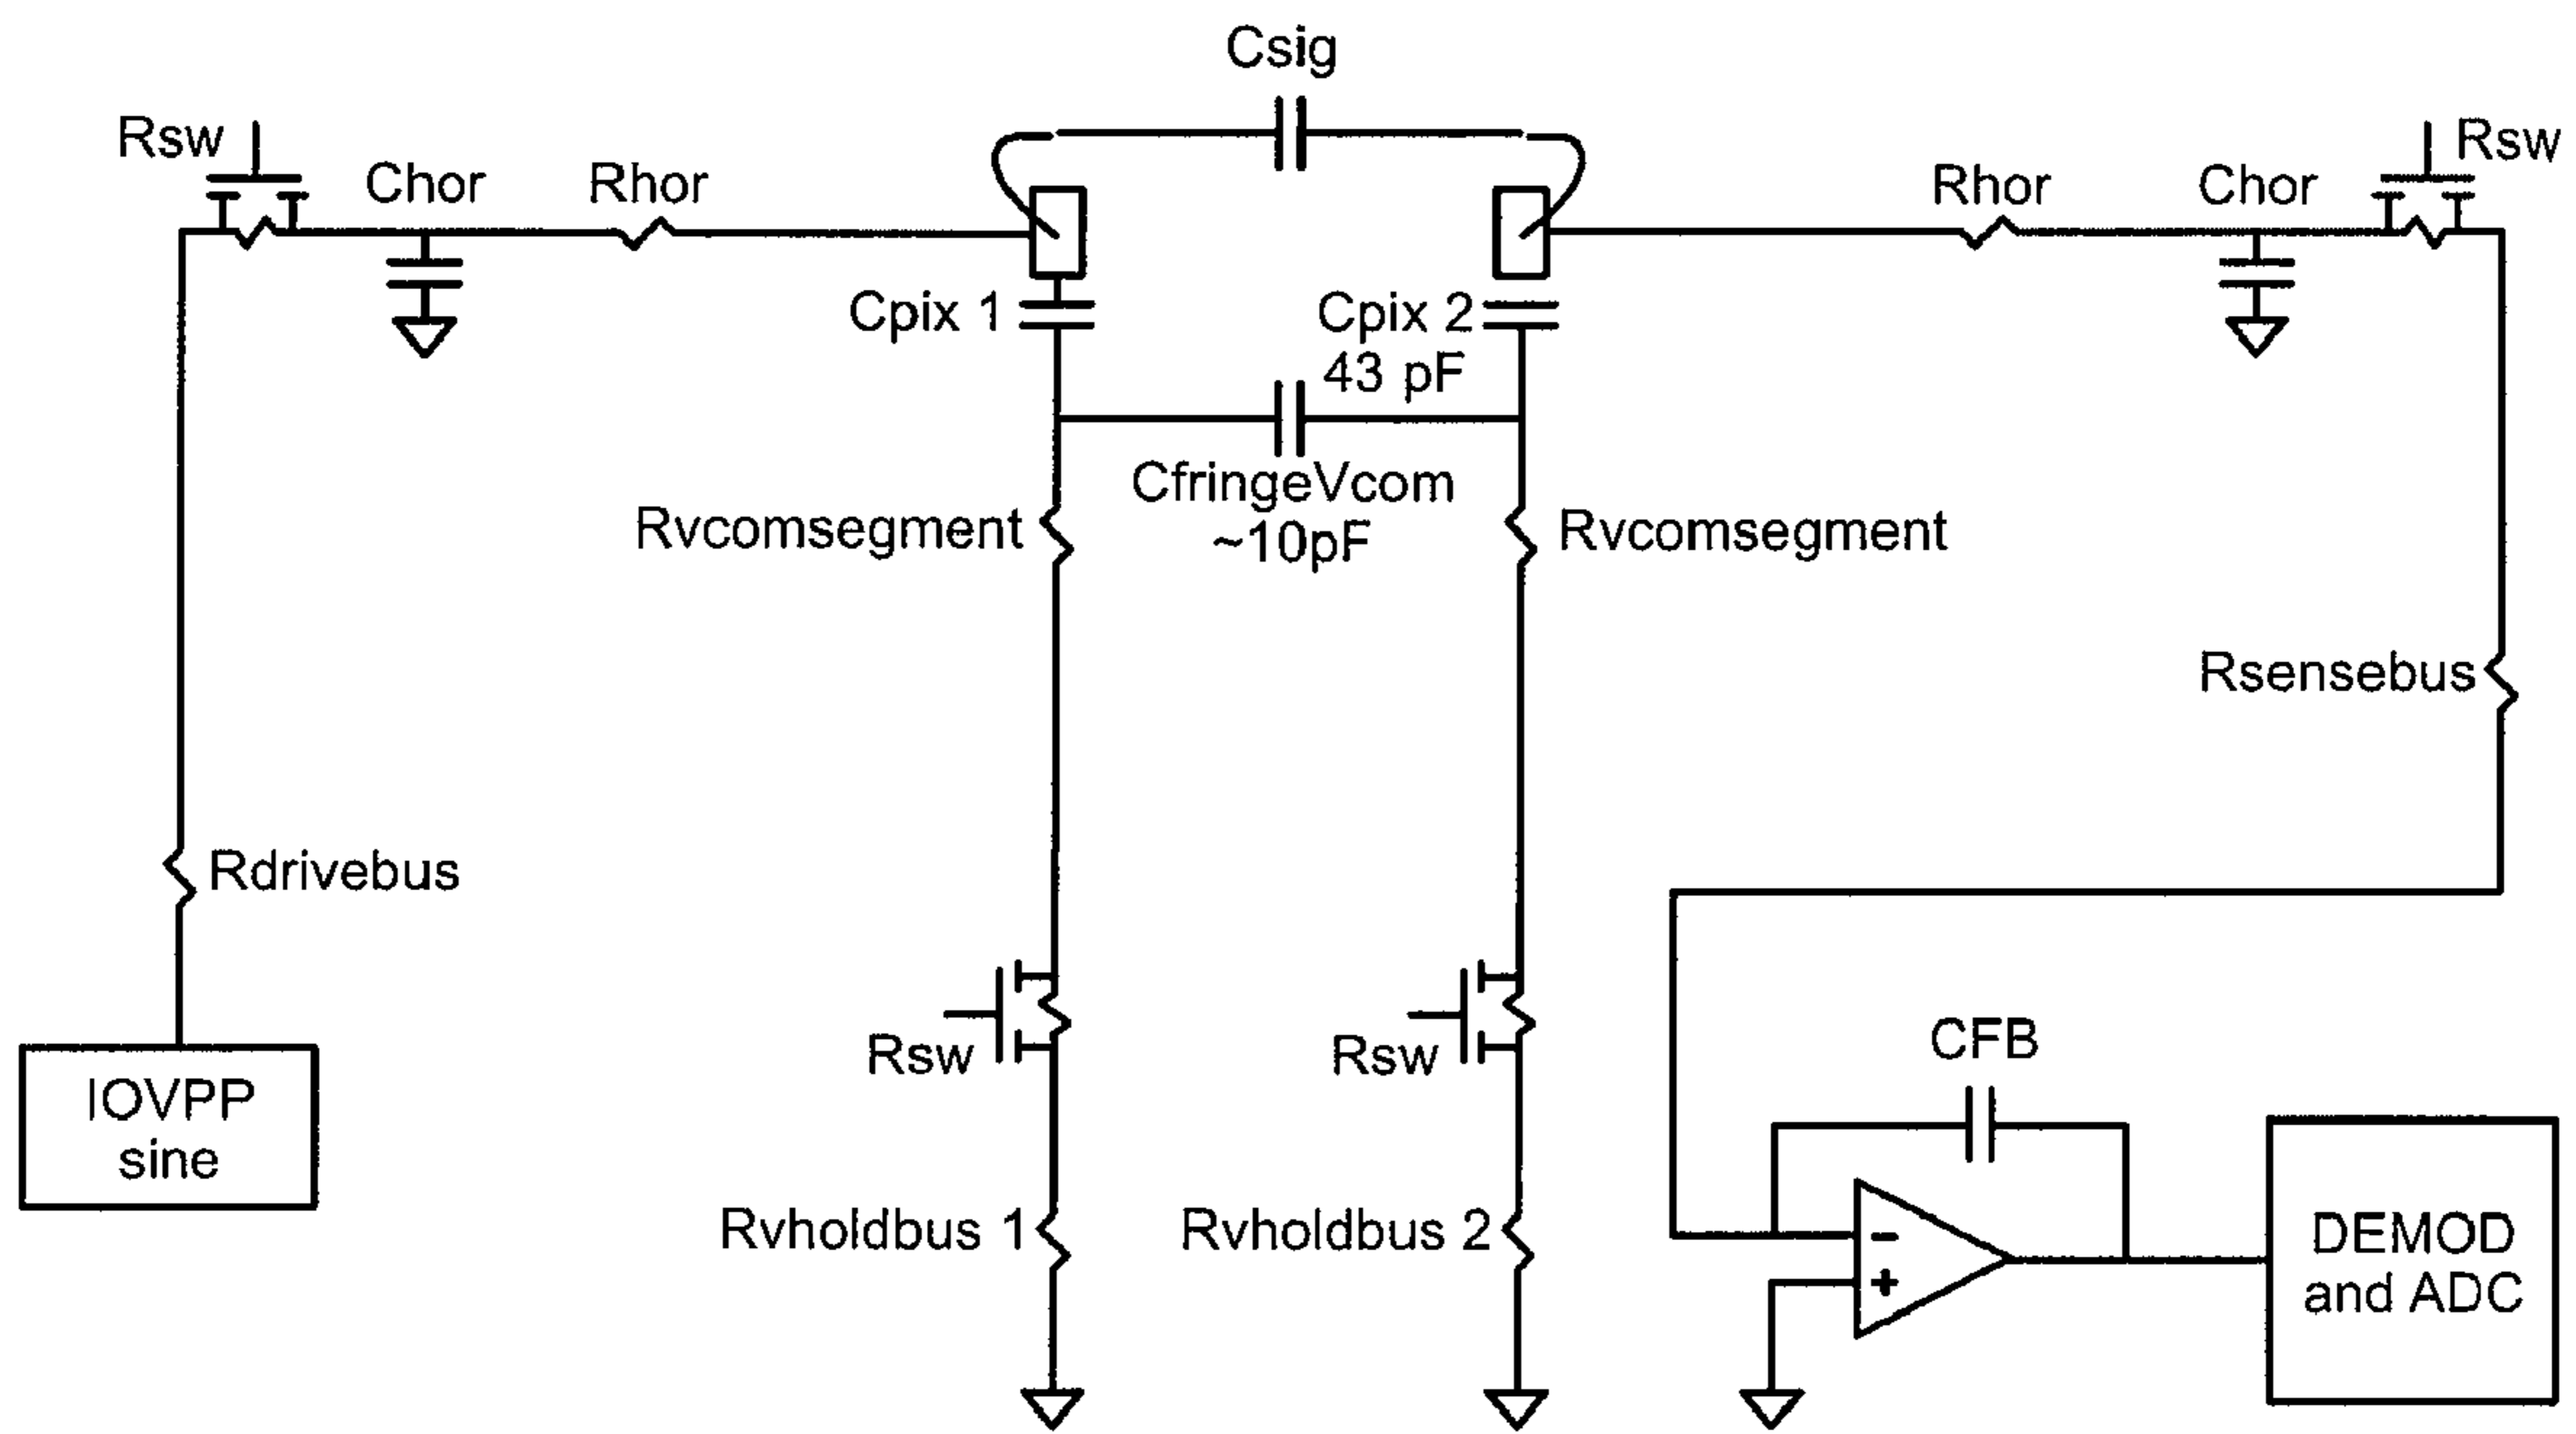 Csig
Rsw
Chor
Rhor
Rhor
Chor
Rsw
Cpix 1
Cpix 2
43 pF
CfringeVcom
~10pF
Rvcomsegment
Rvcomsegment
Rsensebus
Rdrivebus
IOVPP
sine
Rsw
Rsw
CFB
Rvholdbus 1
Rvholdbus 2
−
+
DEMOD
and ADC